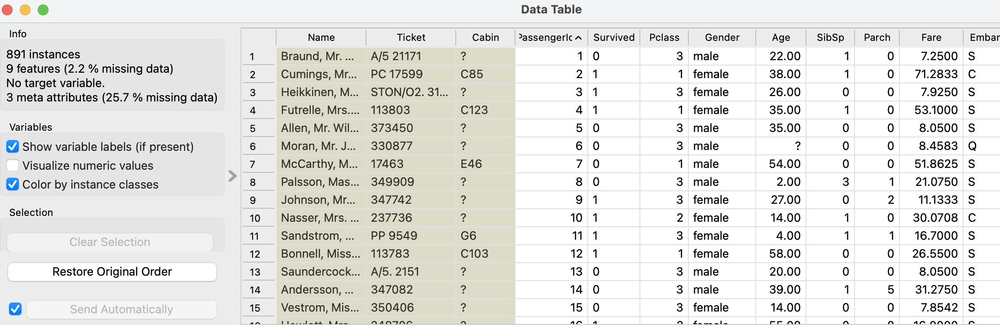 Data Table
Info
891 instances
9 features (2.2 % missing data)
No target variable.
3 meta attributes (25.7 % missing data)
Variables
Show variable labels (if present)
Visualize numeric values
Color by instance classes
Selection
Clear Selection
Restore Original Order
Send Automatically
Name Ticket Cabin PassengerI Survived Pclass Gender Age SibSp Parch Fare Embar
1 Braund, Mr. ... A/5 21171 ? 1 0 3 male 22.00 1 0 7.2500 S
2 Cumings, Mr... PC 17599 C85 2 1 1 female 38.00 1 0 71.2833 C
3 Heikkinen, M... STON/O2. 31... ? 3 1 3 female 26.00 0 0 7.9250 S
4 Futrelle, Mrs.... 113803 C123 4 1 1 female 35.00 1 0 53.1000 S
5 Allen, Mr. Wil... 373450 ? 5 0 3 male 35.00 0 0 8.0500 S
6 Moran, Mr. J... 330877 ? 6 0 3 male ? 0 0 8.4583 Q
7 McCarthy, M... 17463 E46 7 0 1 male 54.00 0 0 51.8625 S
8 Palsson, Mas... 349909 ? 8 0 3 male 2.00 3 1 21.0750 S
9 Johnson, Mr... 347742 ? 9 1 3 female 27.00 0 2 11.1333 S
10 Nasser, Mrs. ... 237736 ? 10 1 2 female 14.00 1 0 30.0708 C
11 Sandstrom, ... PP 9549 G6 11 1 3 female 4.00 1 1 16.7000 S
12 Bonnell, Miss... 113783 C103 12 1 1 female 58.00 0 0 26.5500 S
13 Saundercock... A/5. 2151 ? 13 0 3 male 20.00 0 0 8.0500 S
14 Andersson, ... 347082 ? 14 0 3 male 39.00 1 5 31.2750 S
15 Vestrom, Mis... 350406 ? 15 0 3 female 14.00 0 0 7.8542 S